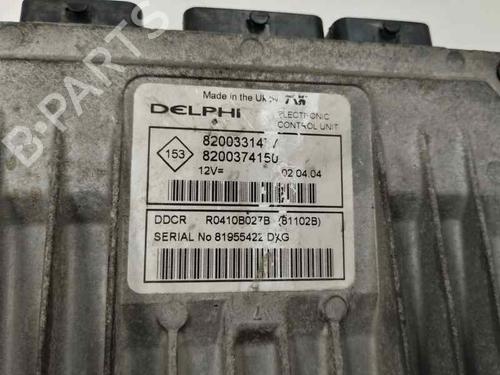 B-PARTS
Made in the
DELPHI
ELECTRONIC
CONTROL UNIT
153
8200374150
12V=
02 04.04
DDCR R0410B027B (81102B)
SERIAL No 81955422 DXG